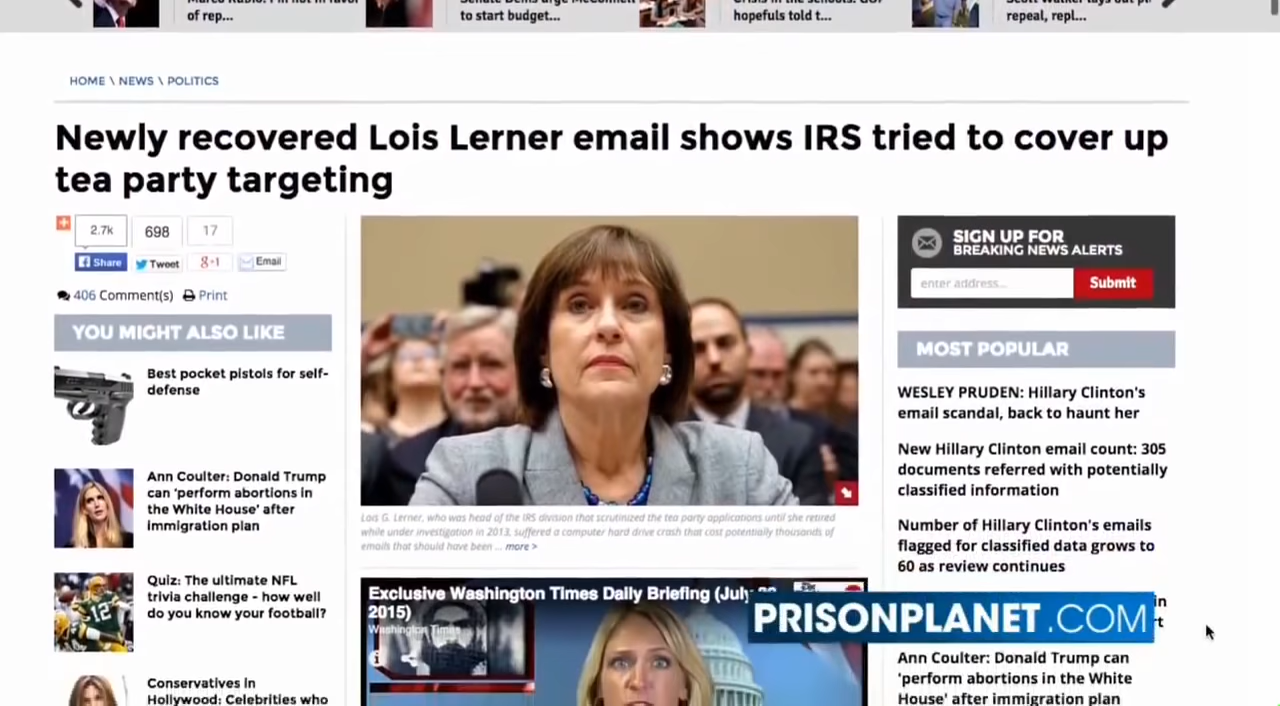 of rep...
to start budget...
hopefuls told t...
repeal, repl...
HOME \ NEWS \ POLITICS
Newly recovered Lois Lerner email shows IRS tried to cover up
tea party targeting
2.7k
698
17
Share
Tweet
g+1
Email
406 Comment(s)
Print
YOU MIGHT ALSO LIKE
Best pocket pistols for self-
defense
Ann Coulter: Donald Trump
can 'perform abortions in
the White House' after
immigration plan
Quiz: The ultimate NFL
trivia challenge - how well
do you know your football?
Conservatives in
Hollywood: Celebrities who
Lois G. Lerner, who was head of the IRS division that scrutinized the tea party applications until she retired
while under investigation in 2013, suffered a computer hard drive crash that cost potentially thousands of
emails that should have been ... more >
Exclusive Washington Times Daily Briefing (July
2015)
Washington Times
SIGN UP FOR
BREAKING NEWS ALERTS
enter address...
Submit
MOST POPULAR
WESLEY PRUDEN: Hillary Clinton's
email scandal, back to haunt her
New Hillary Clinton email count: 305
documents referred with potentially
classified information
Number of Hillary Clinton's emails
flagged for classified data grows to
60 as review continues
in
PRISONPLANET.COM
Ann Coulter: Donald Trump can
'perform abortions in the White
House' after immigration plan